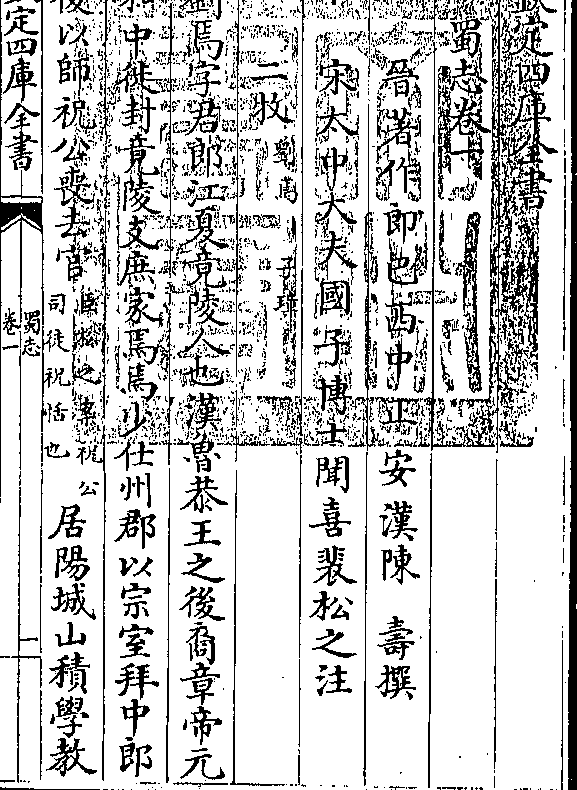 欽定四庫全書
蜀志卷一
晉著作郎巴西中正安漢陳壽撰
宋太中大夫國子博士聞喜裴松之注
二牧 劉焉 子璋
劉焉字君郎江夏竟陵人也漢魯恭王之後裔章帝元
和中徙封竟陵支庶家焉焉少仕州郡以宗室拜中郎
後以師祝公喪去官 臣松之案祝公司徒祝恬也 居陽城山積學教
欽定四庫全書
蜀志
卷一
一